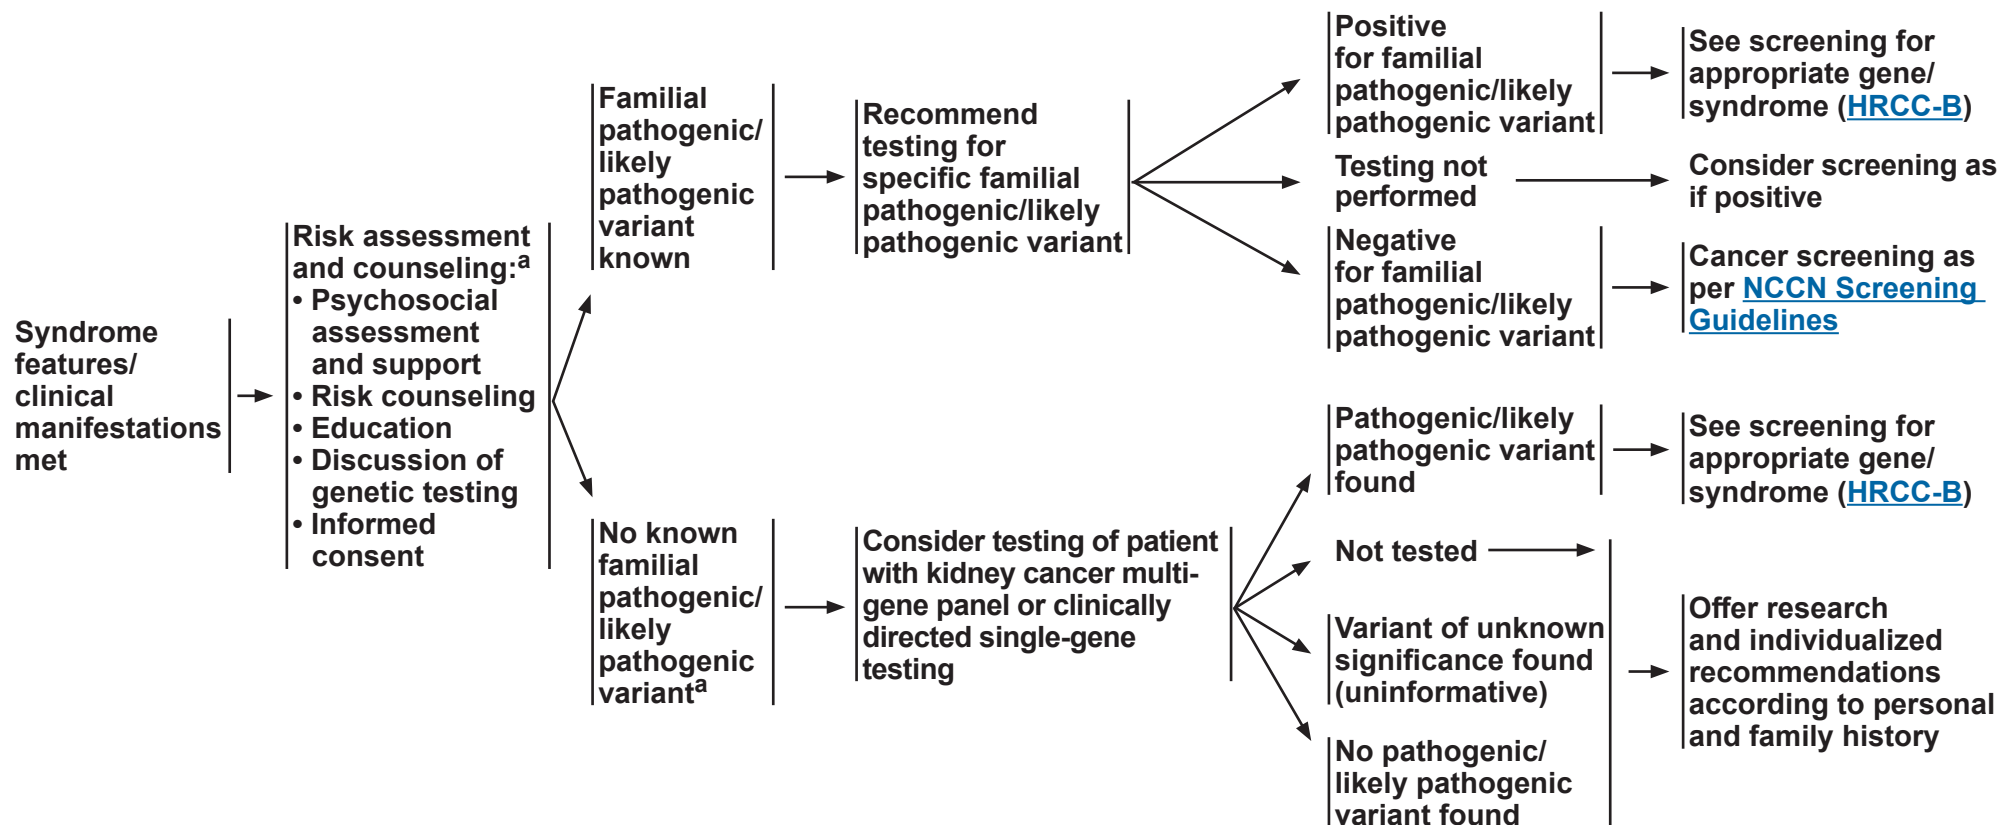 Syndrome
features/
clinical
manifestations
met
Risk assessment
and counseling:a
• Psychosocial
assessment
and support
• Risk counseling
• Education
• Discussion of
genetic testing
• Informed
consent
Familial
pathogenic/
likely
pathogenic
variant
known
Recommend
testing for
specific familial
pathogenic/likely
pathogenic variant
Positive
for familial
pathogenic/likely
pathogenic variant
See screening for
appropriate gene/
syndrome (HRCC-B)
Testing not
performed
Consider screening as
if positive
Negative
for familial
pathogenic/likely
pathogenic variant
Cancer screening as
per NCCN Screening
Guidelines
No known
familial
pathogenic/
likely
pathogenic
varianta
Consider testing of patient
with kidney cancer multi-
gene panel or clinically
directed single-gene
testing
Pathogenic/likely
pathogenic variant
found
See screening for
appropriate gene/
syndrome (HRCC-B)
Not tested
Variant of unknown
significance found
(uninformative)
No pathogenic/
likely pathogenic
variant found
Offer research
and individualized
recommendations
according to personal
and family history